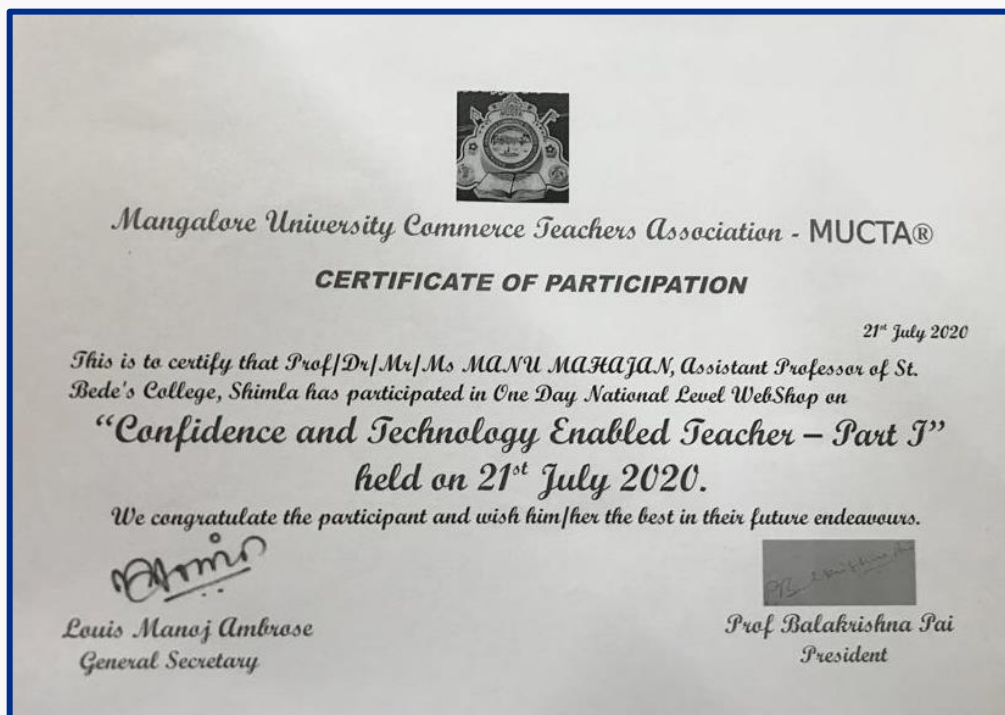 Mangalore University Commerce Teachers Association - MUCTA®
CERTIFICATE OF PARTICIPATION
21st July 2020
This is to certify that Prof/Dr/Mr/Ms MANU MAHAJAN, Assistant Professor of St.
Bede's College, Shimla has participated in One Day National Level WebShop on
“Confidence and Technology Enabled Teacher – Part I”
held on 21st July 2020.
We congratulate the participant and wish him/her the best in their future endeavours.
Louis Manoj Ambrose
General Secretary
Prof Balakrishna Pai
President